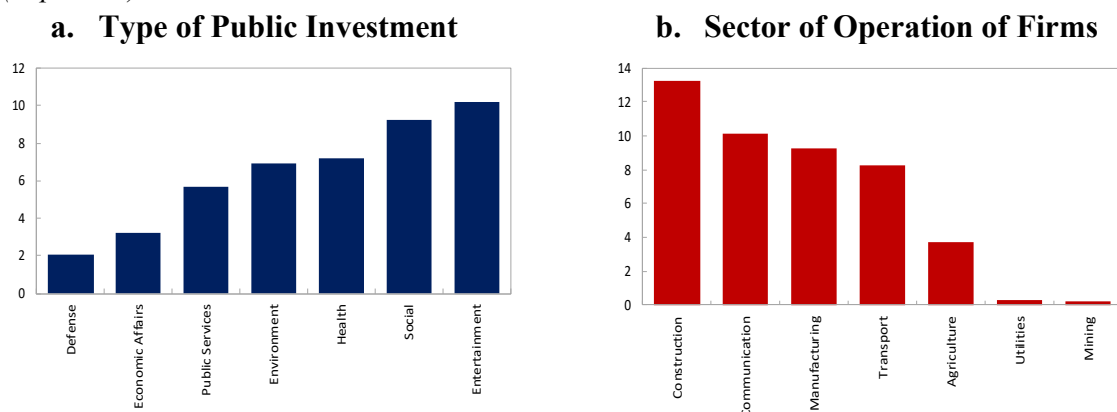 a. Type of Public Investment
12
10
8
6
4
2
0
Defense
Economic Affairs
Public Services
Environment
Health
Social
Entertainment
b. Sector of Operation of Firms
14
12
10
8
6
4
2
0
Construction
Communication
Manufacturing
Transport
Agriculture
Utilities
Mining